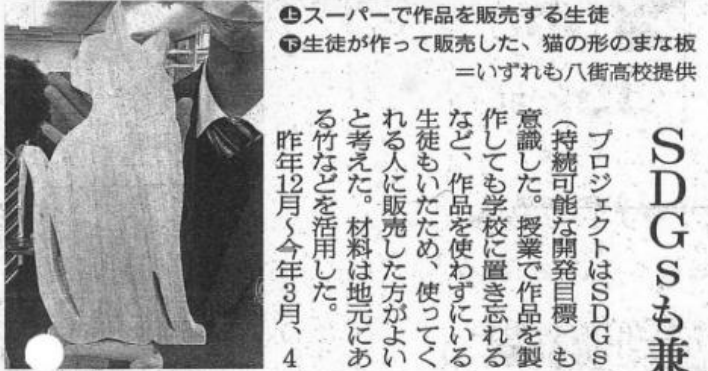 ㊤スーパーで作品を販売する生徒
㊦生徒が作って販売した、猫の形のまな板
＝いずれも八街高校提供
SDGsも兼
プロジェクトはSDGs
（持続可能な開発目標）も
意識した。授業で作品を製
作しても学校に置き忘れる
など、作品を使わずにいる
生徒もいたため、使ってく
れる人に販売した方がよい
と考えた。材料は地元にあ
る竹などを活用した。
昨年12月～今年3月、4